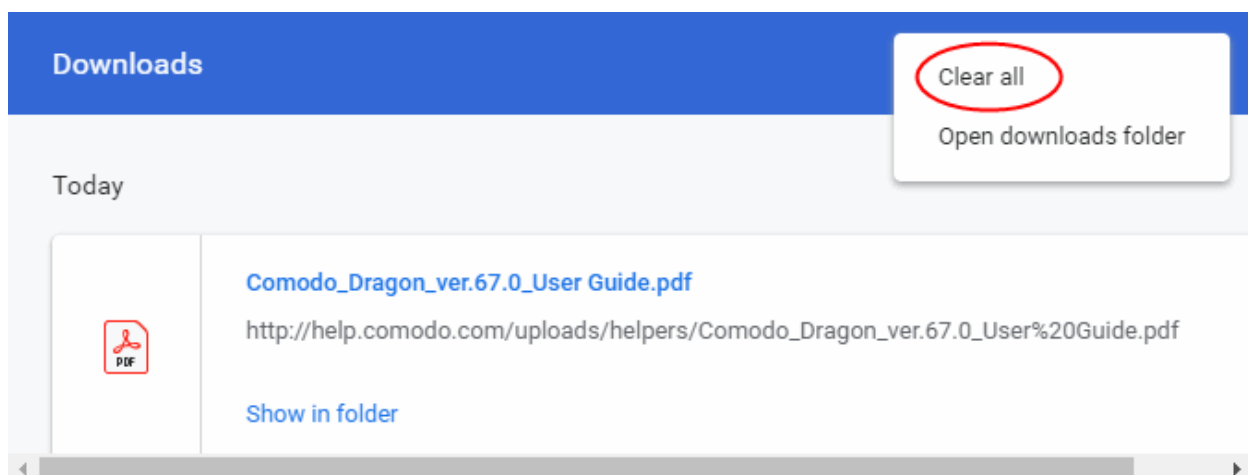 Downloads
Clear all
Open downloads folder
Today
Comodo_Dragon_ver.67.0_User Guide.pdf
http://help.comodo.com/uploads/helpers/Comodo_Dragon_ver.67.0_User%20Guide.pdf
PDF
Show in folder